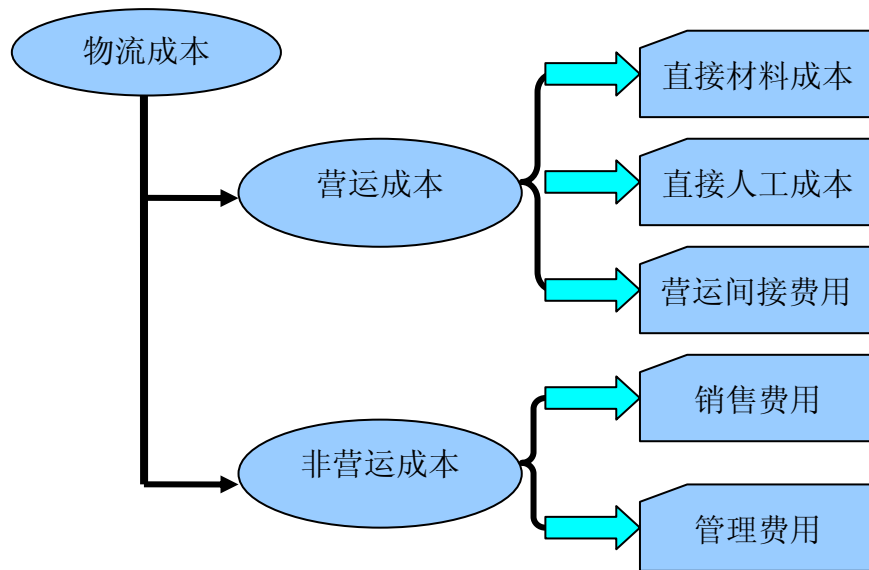 物流成本
营运成本
直接材料成本
直接人工成本
营运间接费用
非营运成本
销售费用
管理费用